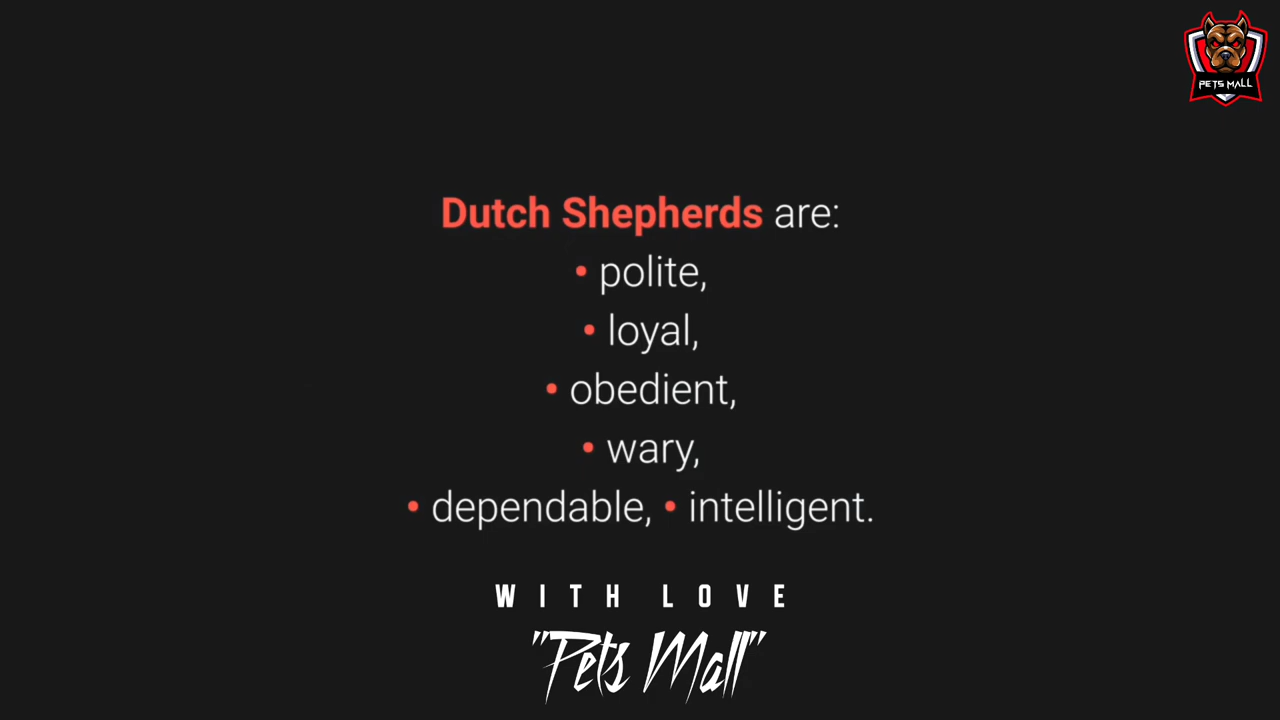 PETS MALL
Dutch Shepherds are:
• polite,
• loyal,
• obedient,
• wary,
• dependable, • intelligent.
WITH LOVE
"Pets Mall"